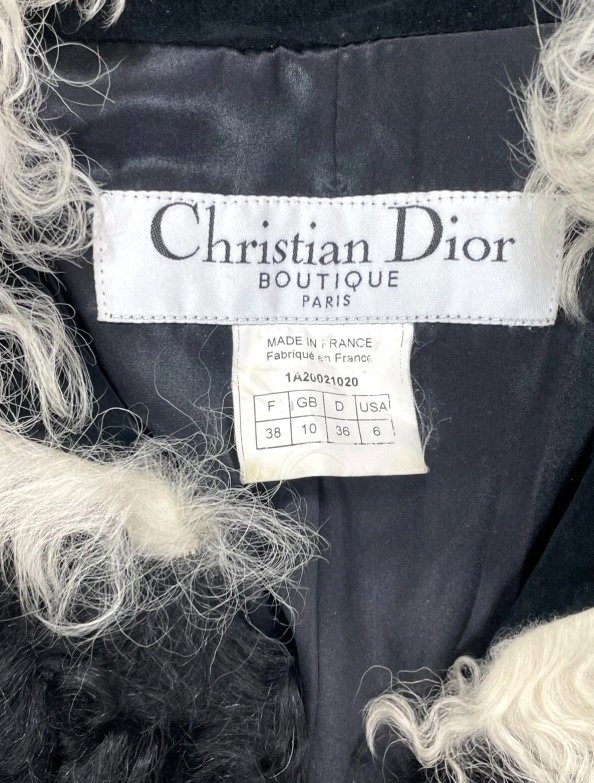 Christian Dior
BOUTIQUE
PARIS
MADE IN FRANCE
Fabriqué en France
1A20021020
F GB D USA
38 10 36 6